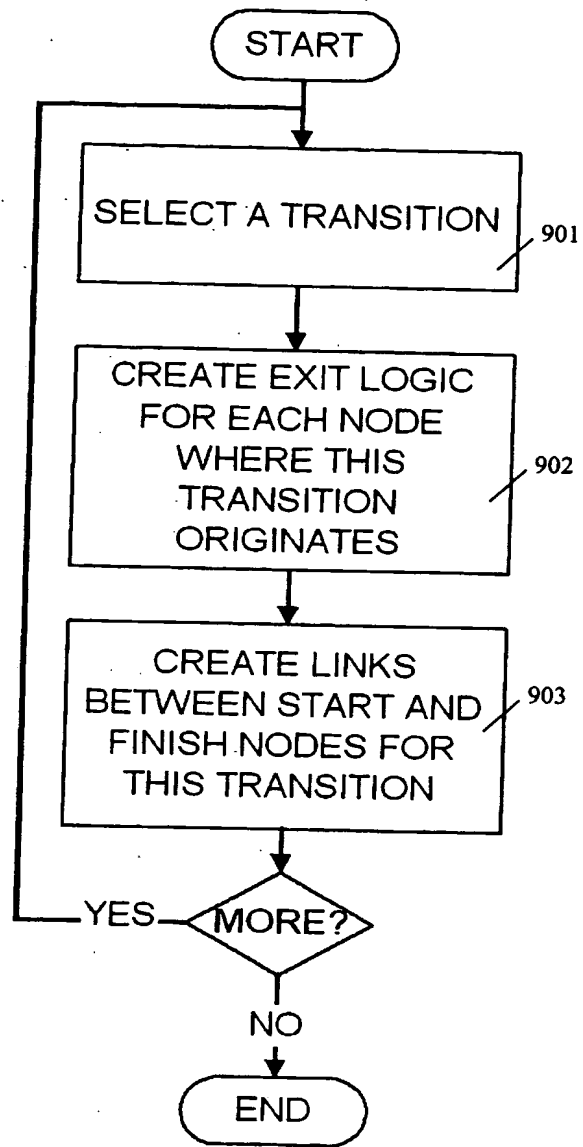 START
SELECT A TRANSITION
901
CREATE EXIT LOGIC
FOR EACH NODE
WHERE THIS
TRANSITION
ORIGINATES
902
CREATE LINKS
BETWEEN START AND
FINISH NODES FOR
THIS TRANSITION
903
YES
MORE?
NO
END